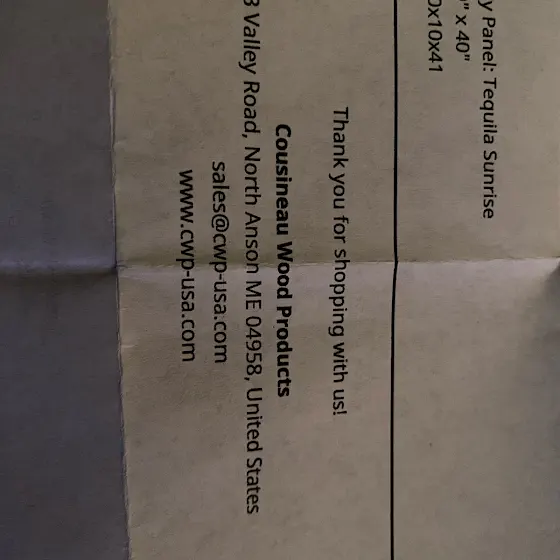 y Panel: Tequila Sunrise
" x 40"
0x10x41
Thank you for shopping with us!
Cousineau Wood Products
3 Valley Road, North Anson ME 04958, United States
sales@cwp-usa.com
www.cwp-usa.com